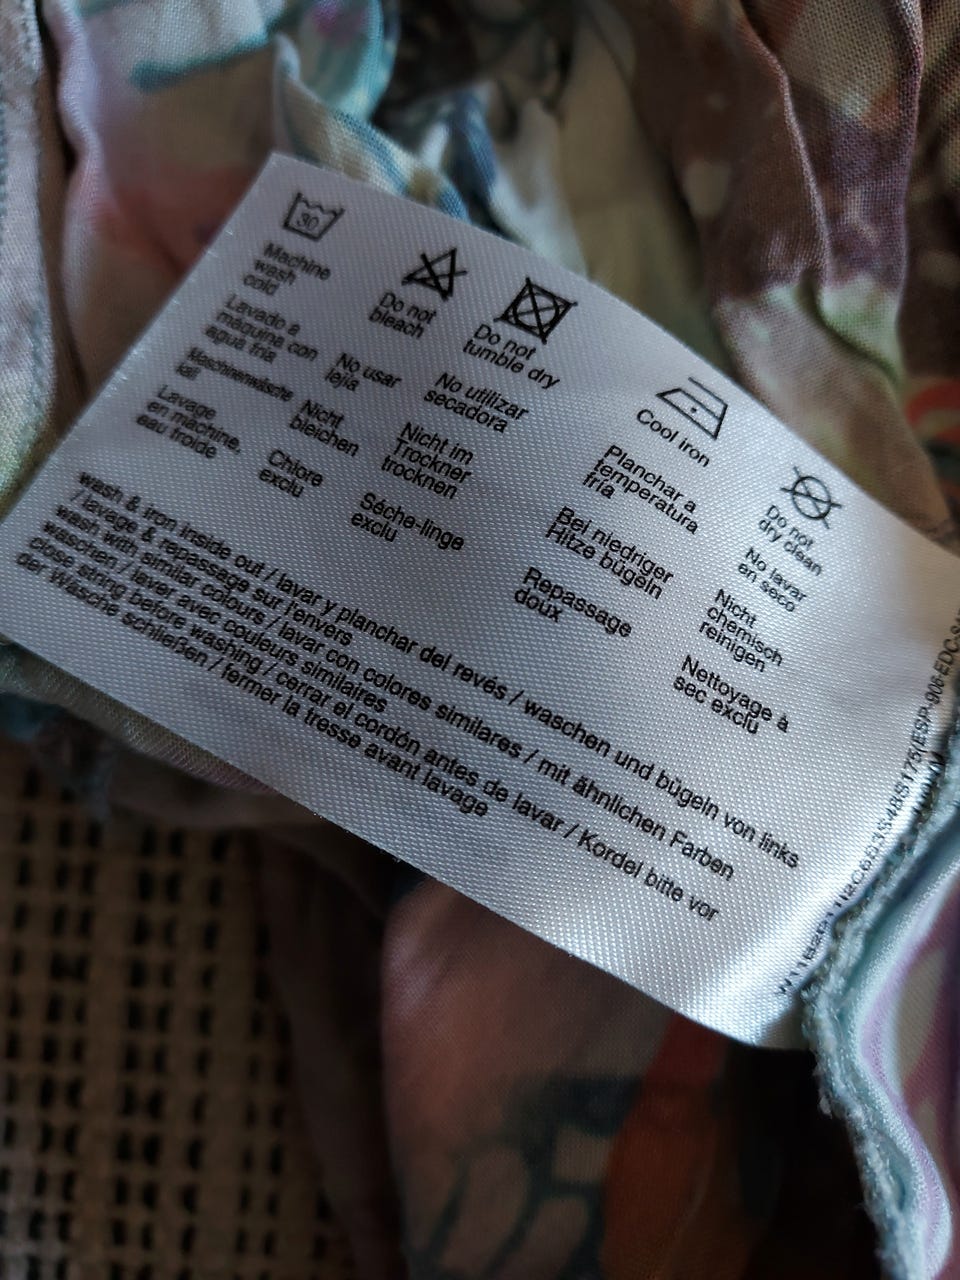 30
Machine
wash
cold
Lavado a
maquina con
agua fria
Maschinenwäsche
kalt
Lavage
en machine,
eau froide
Do not
bleach
No usar
lejia
Nicht
bleichen
Chlore
exclu
Do not
tumble dry
No utilizar
secadora
Nicht im
Trockner
trocknen
Séche-linge
exclu
Cool iron
Planchar a
temperatura
fría
Bei niedriger
Hitze bügeln
Repassage
doux
Do not
dry clean
No lavar
en seco
Nicht
chemisch
reinigen
Nettoyage à
sec exclu
wash & iron inside out / lavar y planchar del revés / waschen und bügeln von links
/ lavage & repassage sur l'envers
wash with similar colours / lavar con colores similares / mit ähnlichen Farben
waschen / laver avec couleurs similaires
close string before washing / cerrar el cordón antes de lavar / Kordel bitte vor
der Wäsche schließen / fermer la tresse avant lavage